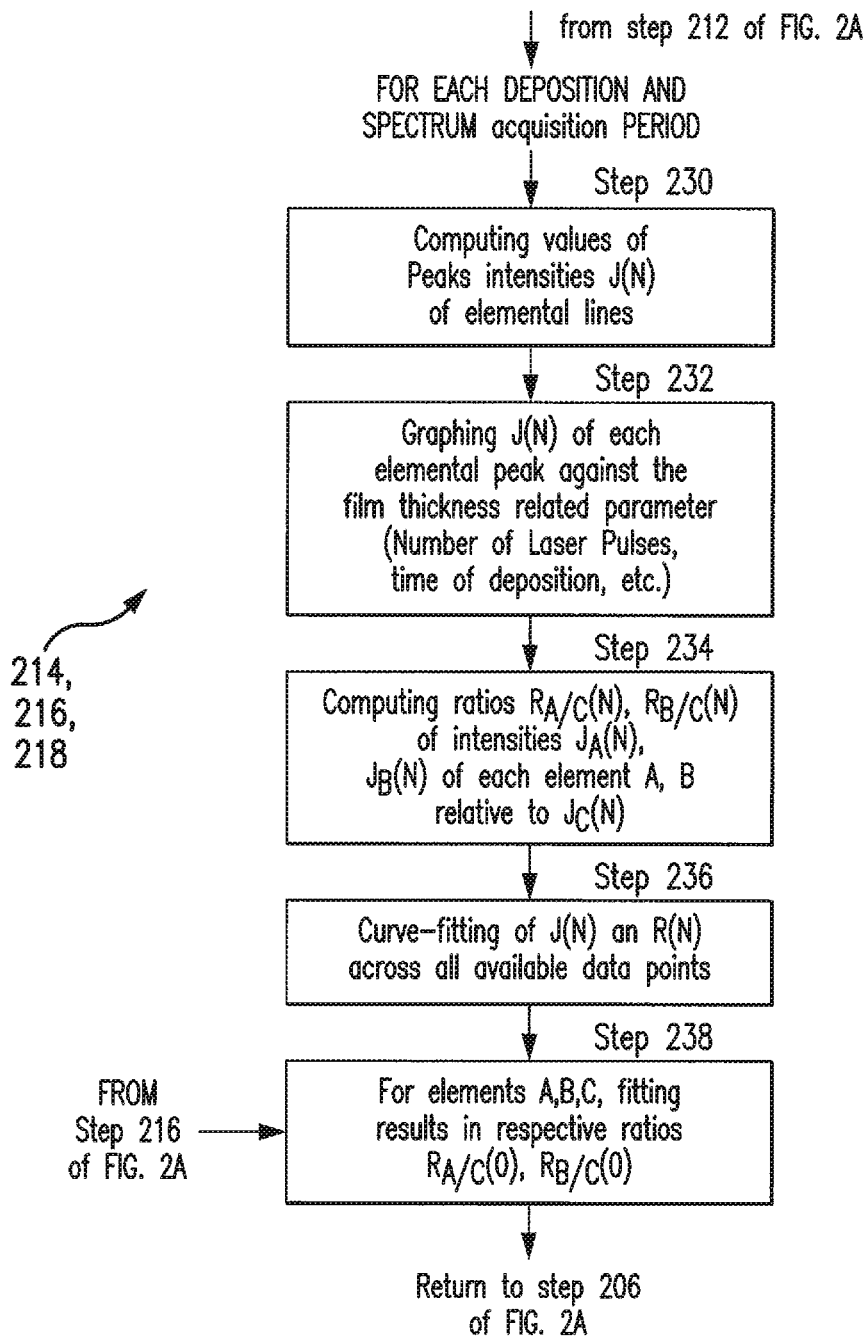 from step 212 of FIG. 2A
FOR EACH DEPOSITION AND
SPECTRUM acquisition PERIOD
Step 230
Computing values of
Peaks intensities J(N)
of elemental lines
Step 232
Graphing J(N) of each
elemental peak against the
film thickness related parameter
(Number of Laser Pulses,
time of deposition, etc.)
Step 234
214,
216,
218
Computing ratios RA/C(N), RB/C(N)
of intensities JA(N),
JB(N) of each element A, B
relative to JC(N)
Step 236
Curve-fitting of J(N) an R(N)
across all available data points
Step 238
FROM
Step 216
of FIG. 2A
For elements A,B,C, fitting
results in respective ratios
RA/C(0), RB/C(0)
Return to step 206
of FIG. 2A